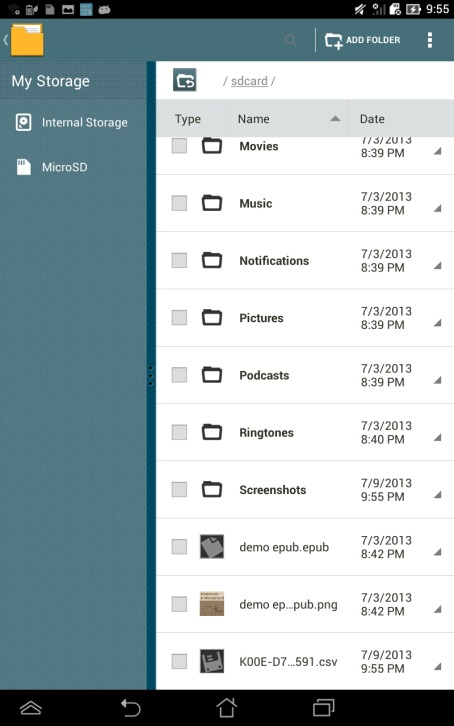 9:55
ADD FOLDER
My Storage
Internal Storage
MicroSD
/ sdcard /
Type Name Date
Movies 7/3/2013
8:39 PM
Music 7/3/2013
8:39 PM
Notifications 7/3/2013
8:39 PM
Pictures 7/3/2013
8:39 PM
Podcasts 7/3/2013
8:39 PM
Ringtones 7/3/2013
8:40 PM
Screenshots 7/9/2013
9:55 PM
demo epub.epub 7/3/2013
8:42 PM
demo ep...pub.png 7/3/2013
8:42 PM
K00E-D7...591.csv 7/9/2013
9:55 PM